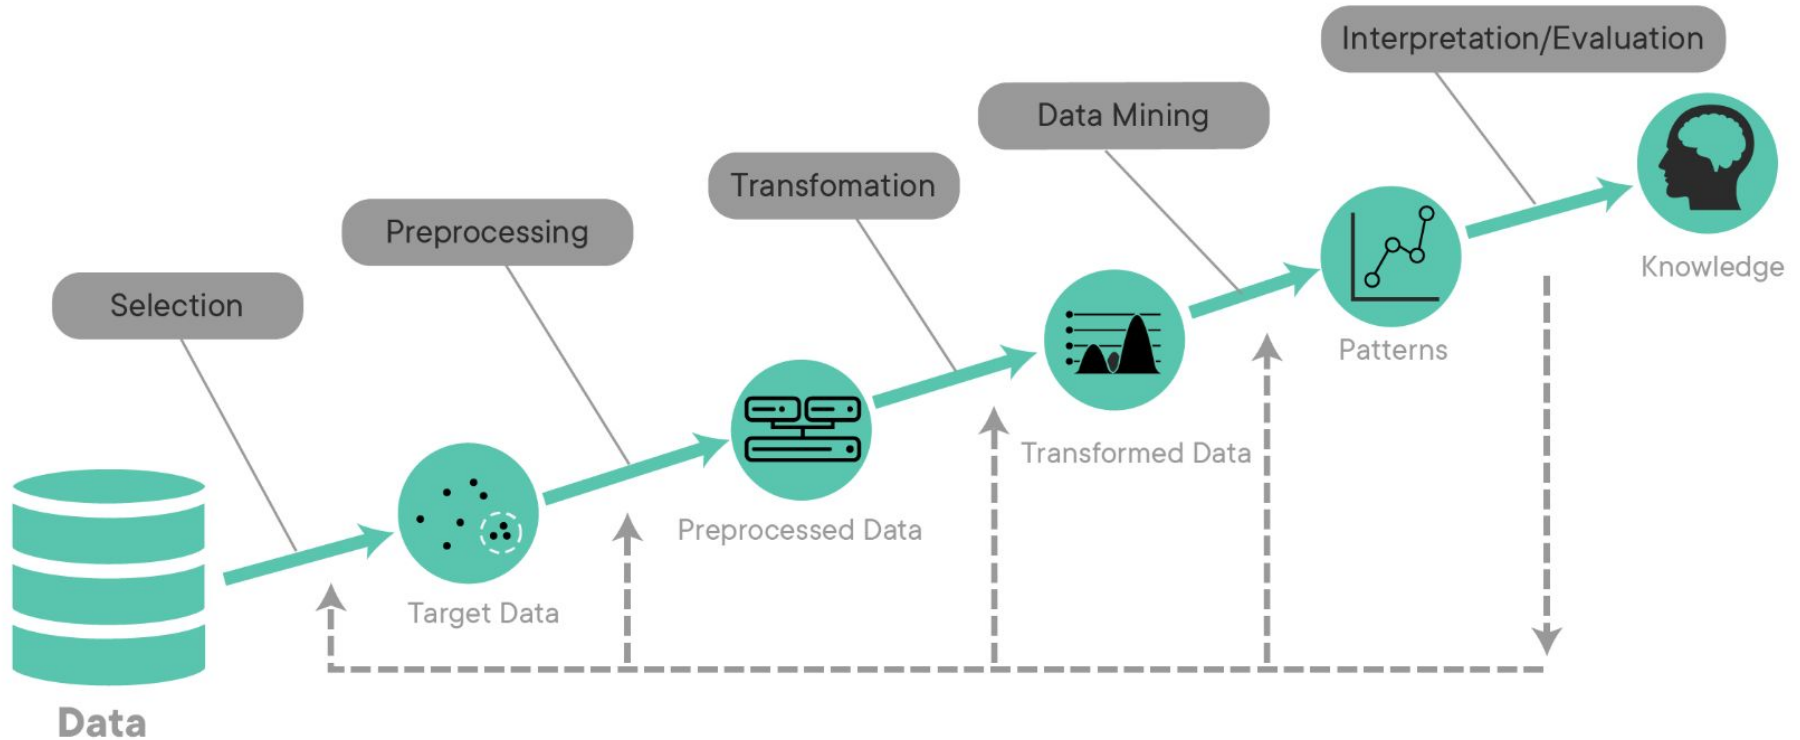 Interpretation/Evaluation
Data Mining
Transfomation
Preprocessing
Selection
Knowledge
Patterns
Transformed Data
Preprocessed Data
Target Data
Data